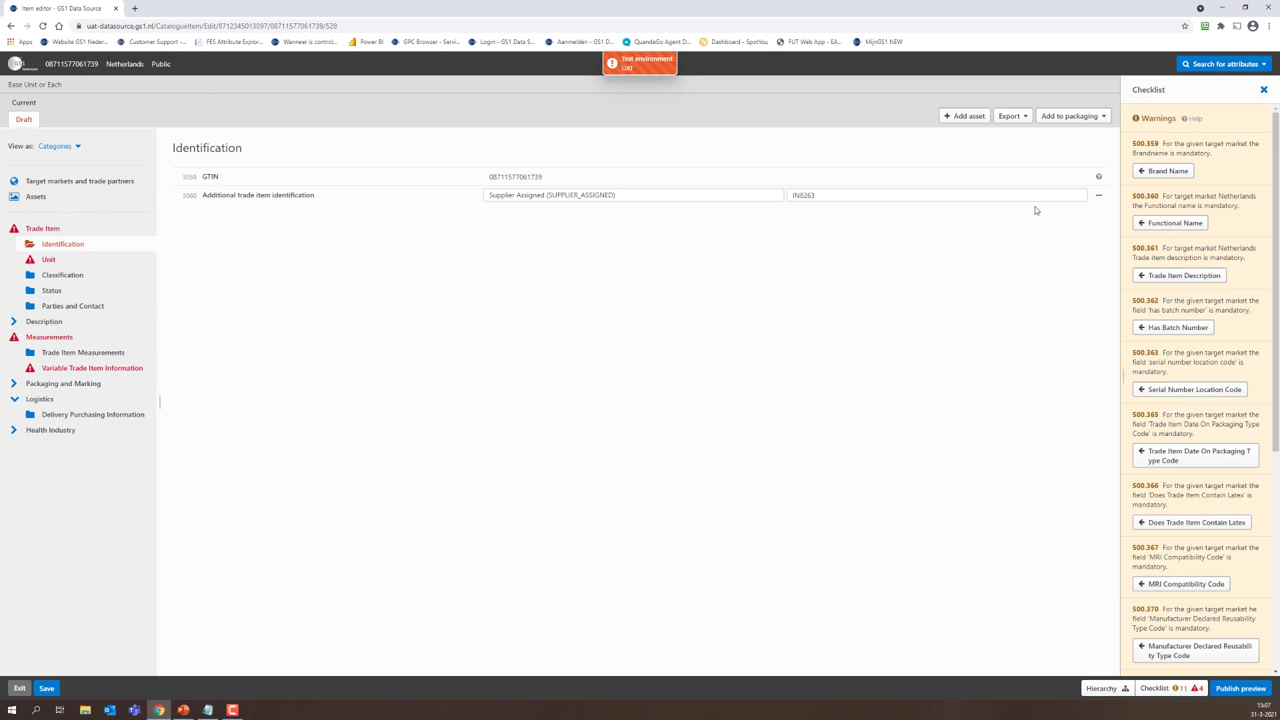 Item editor - GS1 Data Source
uat-datasource.gs1.nl/CatalogueItem/Edit/8712345013097/08711577061739/528
Apps
Website GS1 Neder...
Customer Support -...
FES Attribute Explor...
Wanneer is control...
Power BI
GPC Browser - Servi...
Login - GS1 Data S...
Aanmelden - GS1 D...
QuandaGo Agent D...
Dashboard - Spotlou
FUT Web App - EA...
MijnGS1 NEW
08711577061739
Netherlands
Public
Test environment
UAT
Search for attributes
Base Unit or Each
Current
Draft
Add asset
Export
Add to packaging
View as: Categories
Target markets and trade partners
Assets
Trade Item
Identification
Unit
Classification
Status
Parties and Contact
Description
Measurements
Trade Item Measurements
Variable Trade Item Information
Packaging and Marking
Logistics
Delivery Purchasing Information
Health Industry
Identification
3059 GTIN 08711577061739
3060 Additional trade item identification Supplier Assigned (SUPPLIER_ASSIGNED) IN8263
Checklist
Warnings Help
500.359 For the given target market the
Brandname is mandatory.
Brand Name
500.360 For target market Netherlands
the Functional name is mandatory.
Functional Name
500.361 For target market Netherlands
Trade item description is mandatory.
Trade Item Description
500.362 For the given target market the
field 'has batch number' is mandatory.
Has Batch Number
500.363 For the given target market the
field 'serial number location code' is
mandatory.
Serial Number Location Code
500.365 For the given target market the
field 'Trade Item Date On Packaging Type
Code' is mandatory.
Trade Item Date On Packaging T
ype Code
500.366 For the given target market the
field 'Does Trade Item Contain Latex' is
mandatory.
Does Trade Item Contain Latex
500.367 For the given target market the
field 'MRI Compatibility Code' is
mandatory.
MRI Compatibility Code
500.370 For the given target market he
field 'Manufacturer Declared Reusability
Type Code' is mandatory.
Manufacturer Declared Reusabili
ty Type Code
Exit
Save
Hierarchy
Checklist 11 4
Publish preview
15:07
31-3-2021